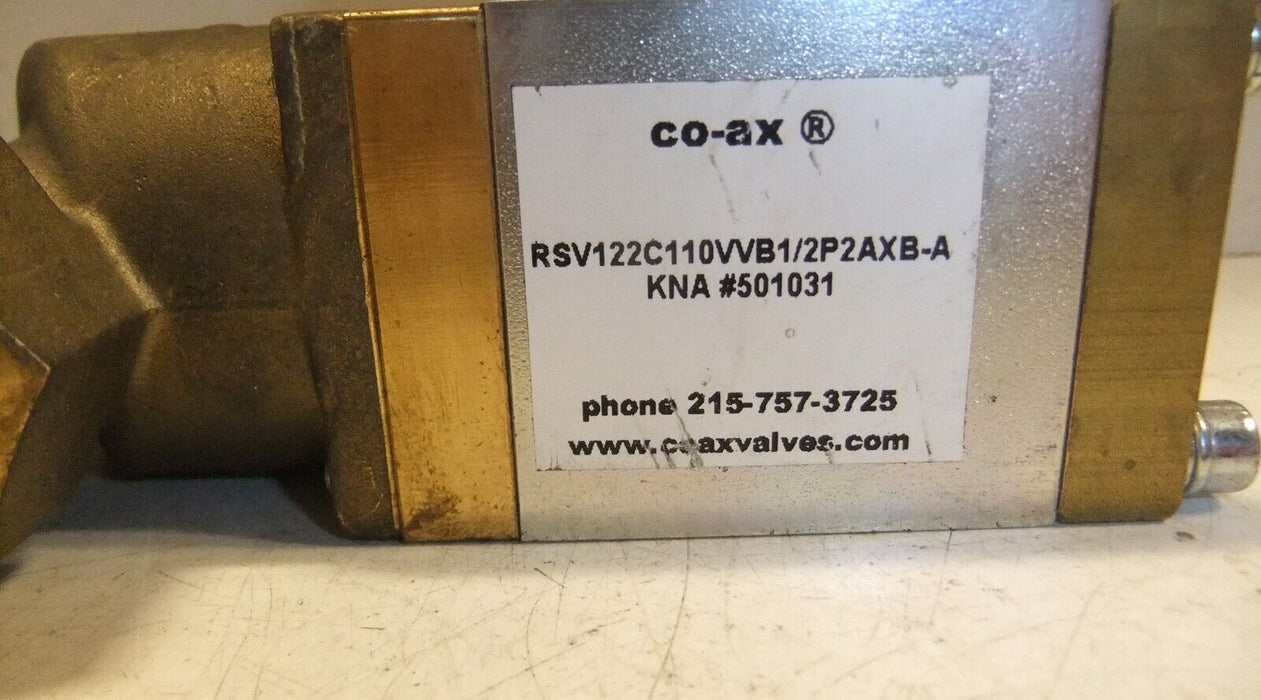 co-ax ®
RSV122C110VVB1/2P2AXB-A
KNA #501031
phone 215-757-3725
www.coaxvalves.com